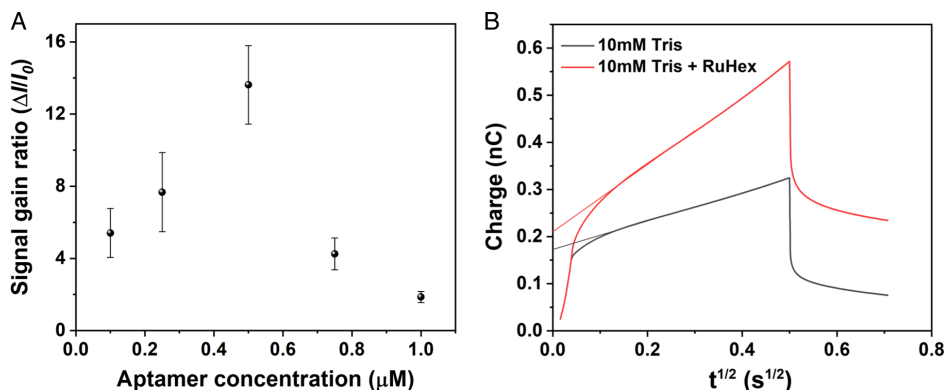 A
Signal gain ratio (ΔI/I₀)
16
12
8
4
0
0.0 0.2 0.4 0.6 0.8 1.0
Aptamer concentration (μM)
B
10mM Tris
10mM Tris + RuHex
Charge (nC)
0.6
0.5
0.4
0.3
0.2
0.1
0.0
0.0 0.2 0.4 0.6 0.8
t^1/2 (s^1/2)